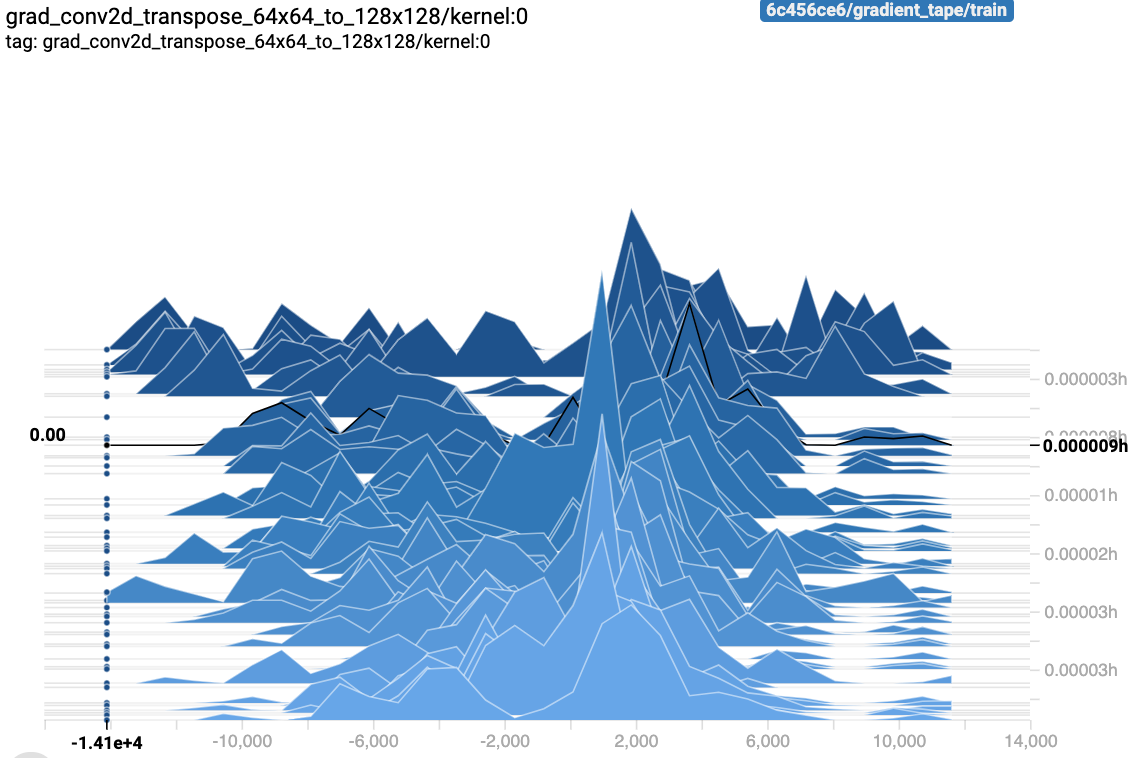 grad_conv2d_transpose_64x64_to_128x128/kernel:0
6c456ce6/gradient_tape/train
tag: grad_conv2d_transpose_64x64_to_128x128/kernel:0
0.000003h
0.00
0.000009h
0.00001h
0.00002h
0.00003h
0.00003h
-1.41e+4
-10,000
-6,000
-2,000
2,000
6,000
10,000
14,000